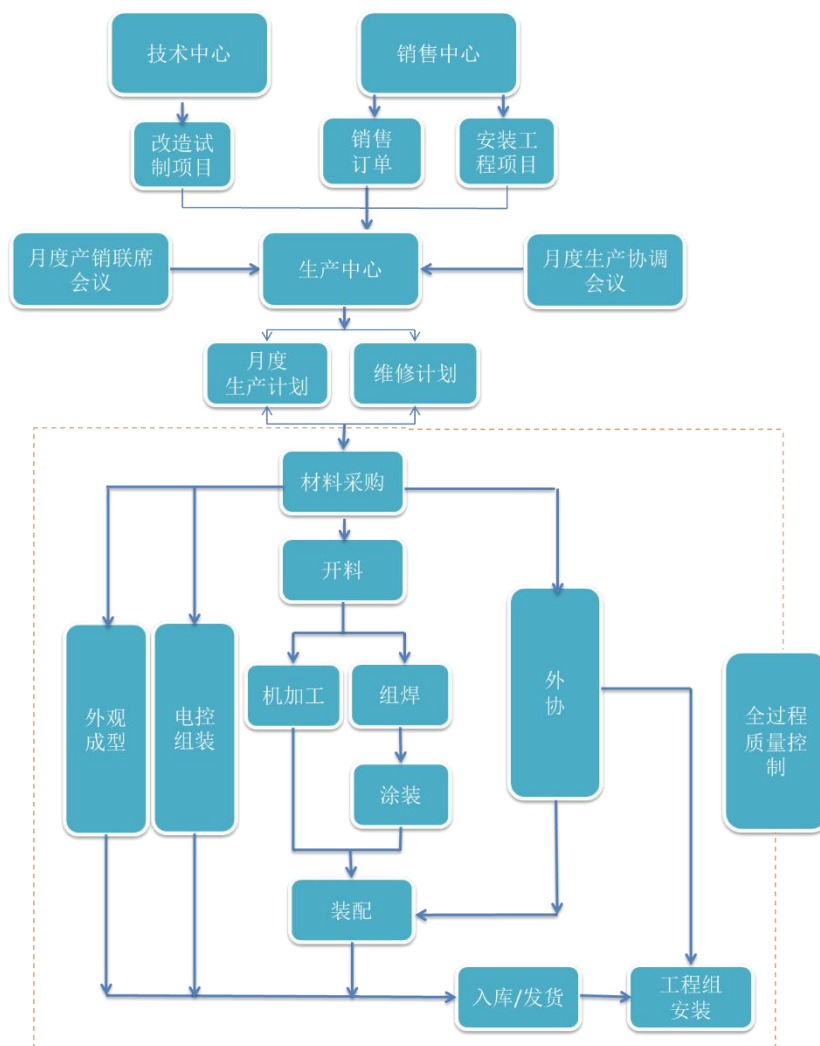 技术中心
销售中心
改造试
制项目
销售
订单
安装工
程项目
月度产销联席
会议
生产中心
月度生产协调
会议
月度
生产计划
维修计划
材料采购
开料
外观
成型
电控
组装
机加工
组焊
外
协
全过程
质量控
制
涂装
装配
入库/发货
工程组
安装